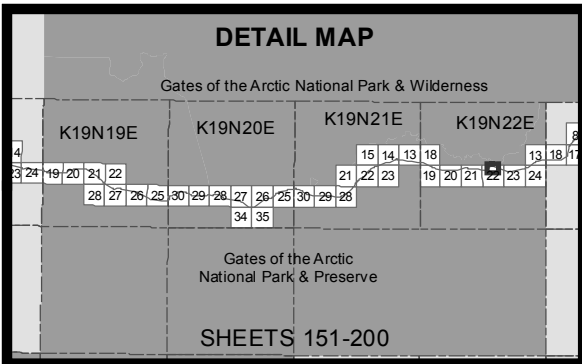 DETAIL MAP
Gates of the Arctic National Park & Wilderness
K19N19E K19N20E K19N21E K19N22E
8
4 15 14 13 18 13 18 17
23 24 19 20 21 22 21 22 23 19 20 21 22 23 24
28 27 26 25 30 29 28 27 26 25 30 29 28
34 35
Gates of the Arctic
National Park & Preserve
SHEETS 151-200